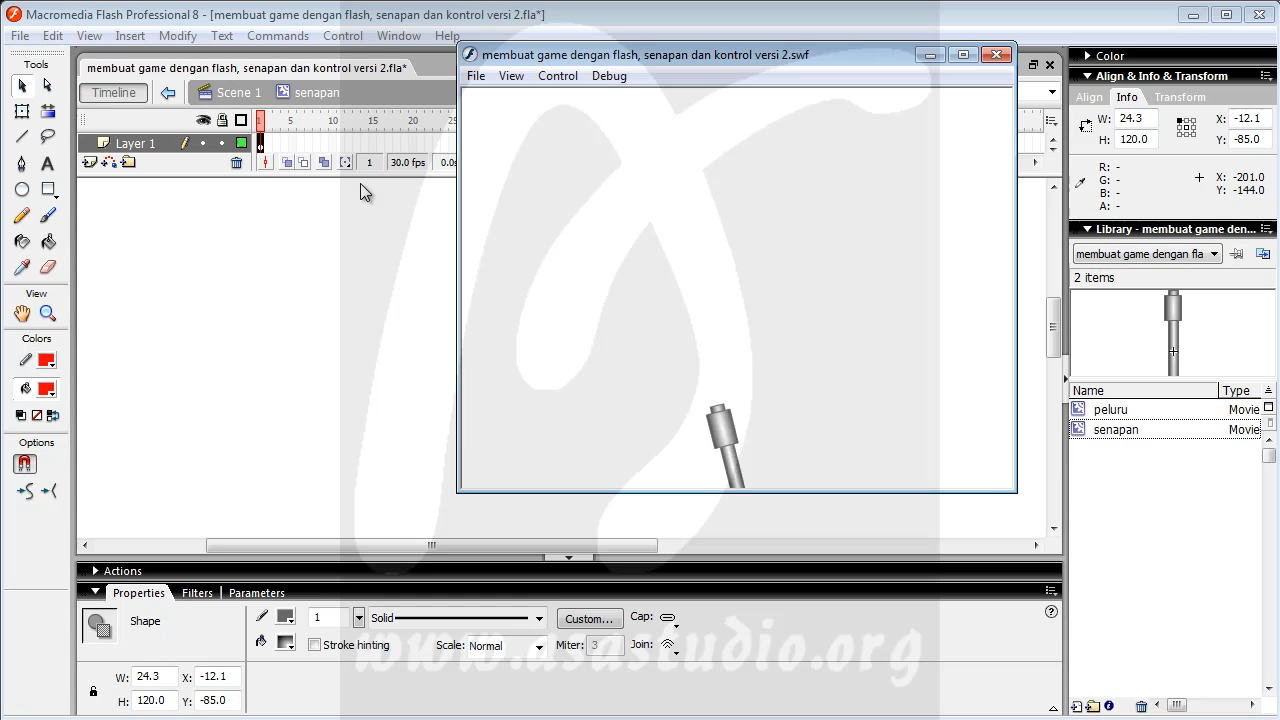 Macromedia Flash Professional 8 - [membuat game dengan flash, senapan dan kontrol versi 2.fla*]
File Edit View Insert Modify Text Commands Control Window Help
Tools
View
Colors
Options
membuat game dengan flash, senapan dan kontrol versi 2.fla*
Timeline Scene 1 senapan
1 5 10 15 20 25
Layer 1
1 30.0 fps 0.0s
membuat game dengan flash, senapan dan kontrol versi 2.swf
File View Control Debug
Color
Align & Info & Transform
Align Info Transform
W: 24.3 X: -12.1
H: 120.0 Y: -85.0
R: -
G: - X: -201.0
B: - Y: -144.0
A: -
Library - membuat game den...
membuat game dengan fla
2 items
Name Type
peluru Movie
senapan Movie
Actions
Properties Filters Parameters
Shape
1 Solid Custom... Cap:
Stroke hinting Scale: Normal Miter: 3 Join:
W: 24.3 X: -12.1
H: 120.0 Y: -85.0
www.asastudio.org